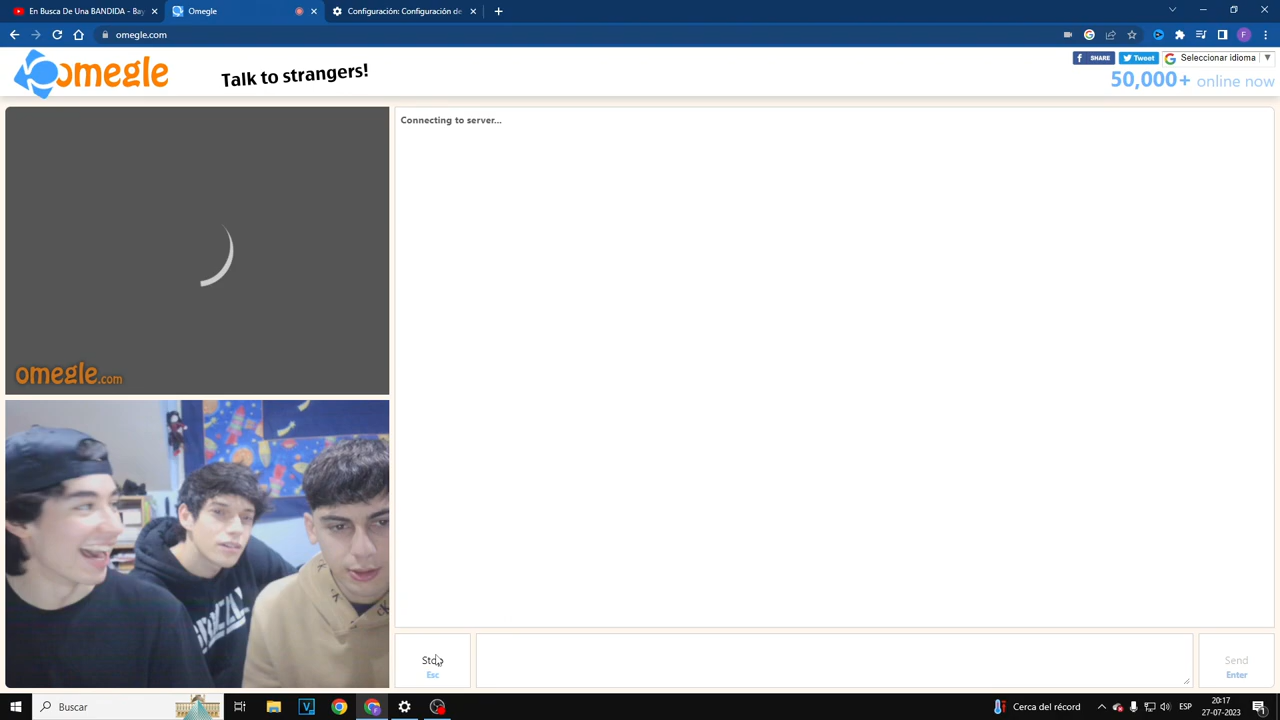 En Busca De Una BANDIDA - Bay
Omegle
Configuración de
omegle.com
F
omegle
Talk to strangers!
SHARE
Tweet
Seleccionar idioma
50,000+ online now
Connecting to server...
omegle.com
Esc
Send
Enter
Buscar
Cerca del récord
ESP
20:17
27-07-2023
1